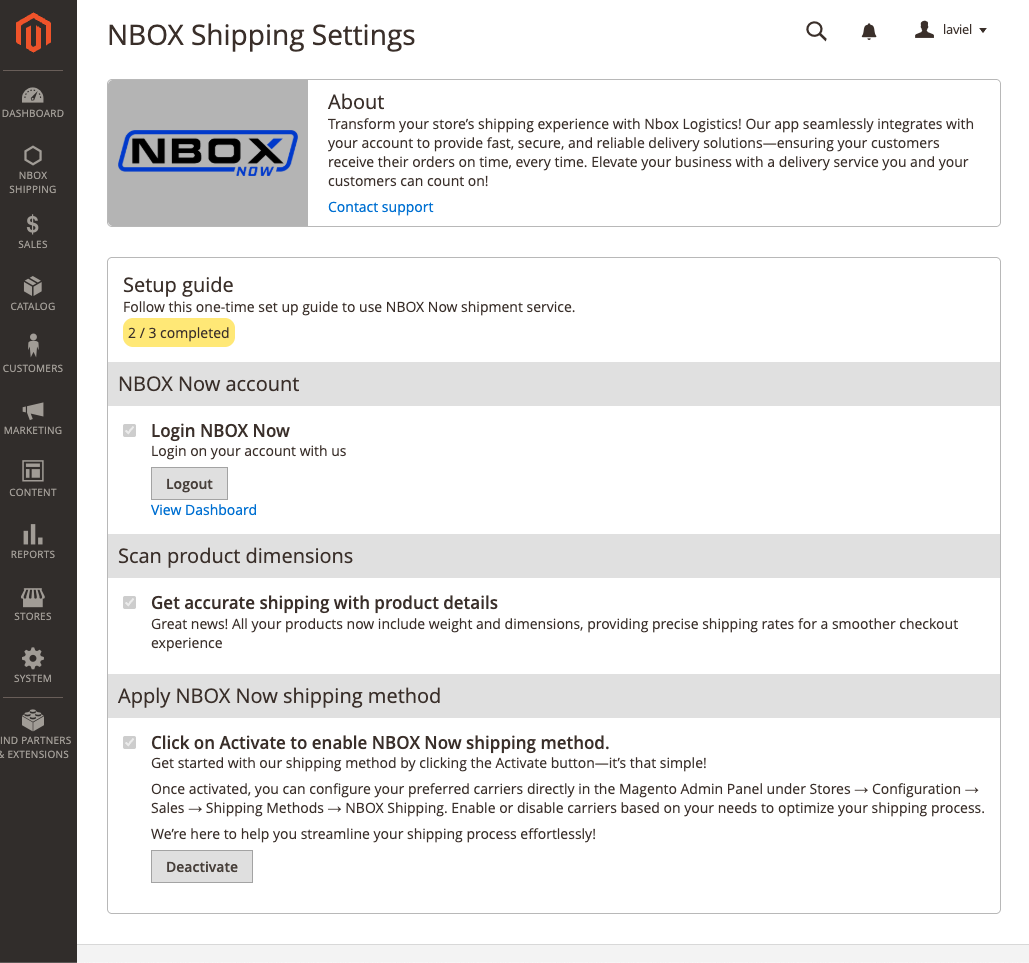 NBOX Shipping Settings
laviel
DASHBOARD
NBOX
SHIPPING
SALES
CATALOG
CUSTOMERS
MARKETING
CONTENT
REPORTS
STORES
SYSTEM
IND PARTNERS
& EXTENSIONS
NBOX
NOW
About
Transform your store’s shipping experience with Nbox Logistics! Our app seamlessly integrates with
your account to provide fast, secure, and reliable delivery solutions—ensuring your customers
receive their orders on time, every time. Elevate your business with a delivery service you and your
customers can count on!
Contact support
Setup guide
Follow this one-time set up guide to use NBOX Now shipment service.
2 / 3 completed
NBOX Now account
Login NBOX Now
Login on your account with us
Logout
View Dashboard
Scan product dimensions
Get accurate shipping with product details
Great news! All your products now include weight and dimensions, providing precise shipping rates for a smoother checkout
experience
Apply NBOX Now shipping method
Click on Activate to enable NBOX Now shipping method.
Get started with our shipping method by clicking the Activate button—it’s that simple!
Once activated, you can configure your preferred carriers directly in the Magento Admin Panel under Stores → Configuration →
Sales → Shipping Methods → NBOX Shipping. Enable or disable carriers based on your needs to optimize your shipping process.
We’re here to help you streamline your shipping process effortlessly!
Deactivate